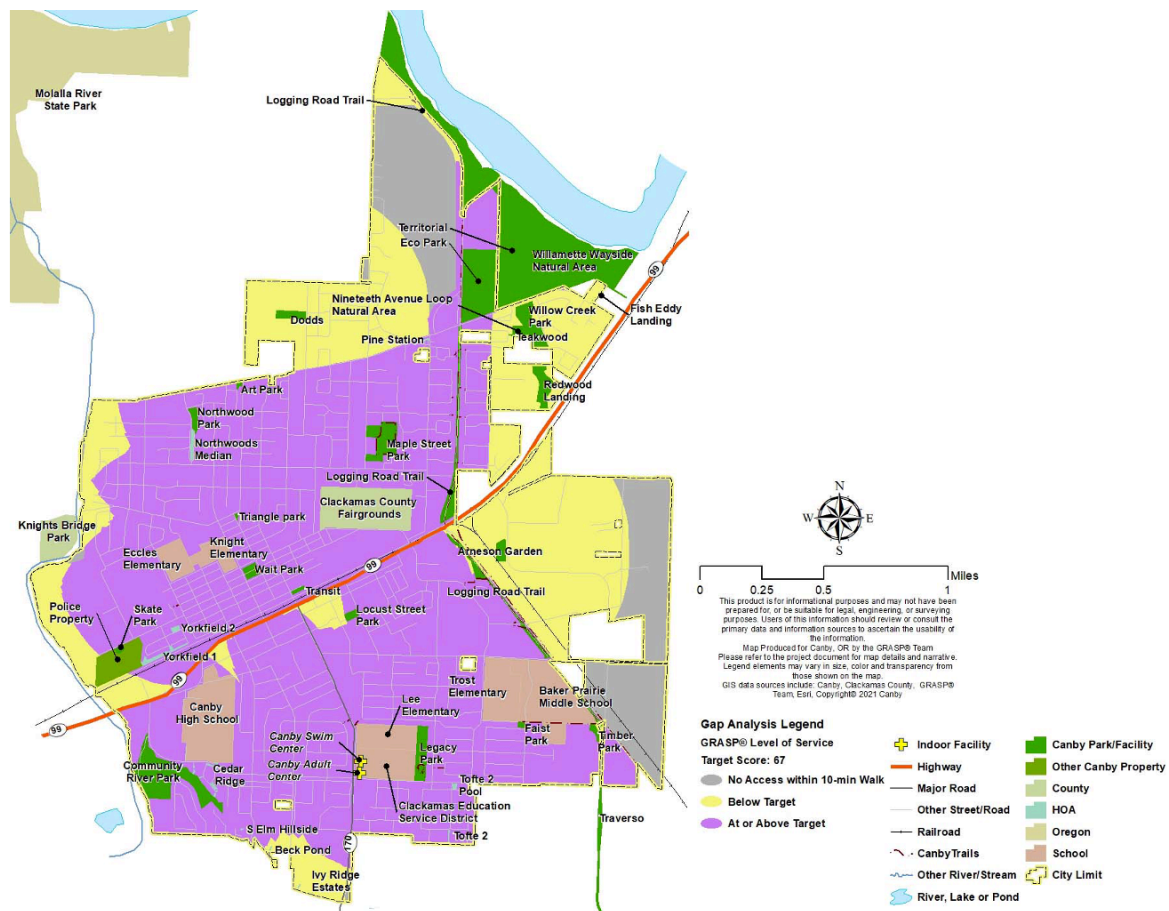 Molalla River
State Park
Logging Road Trail
Territorial
Eco Park
Willamette Wayside
Natural Area
99
Nineteeth Avenue Loop
Natural Area
Willow Creek
Park
Fish Eddy
Landing
Dodds
Teakwood
Pine Station
Redwood
Landing
Art Park
Northwood
Park
Northwoods
Median
Maple Street
Park
Logging Road Trail
Clackamas County
Fairgrounds
Triangle park
Knights Bridge
Park
Knight
Elementary
Eccles
Elementary
Wait Park
99
Arneson Garden
Transit
Logging Road Trail
Police
Property
Skate
Park
Locust Street
Park
Yorkfield 2
Yorkfield 1
99
99
Canby
High School
Trost
Elementary
Baker Prairie
Middle School
Lee
Elementary
Canby Swim
Center
Canby Adult
Center
Legacy
Park
Faist
Park
Timber
Park
Community
River Park
Cedar
Ridge
Tofte 2
Pool
Clackamas Education
Service District
Traverso
S Elm Hillside
Tofte 2
Beck Pond
170
Ivy Ridge
Estates
N
W
E
S
0
0.25
0.5
1
Miles
This product is for informational purposes and may not have been
prepared for, or be suitable for legal, engineering, or surveying
purposes. Users of this information should review or consult the
primary data and information sources to ascertain the usability of
the information.
Map Produced for Canby, OR by the GRASP® Team
Please refer to the project document for map details and narrative.
Legend elements may vary in size, color and transparency from
those shown on the map.
GIS data sources include: Canby, Clackamas County, GRASP®
Team, Esri, Copyright® 2021 Canby
Gap Analysis Legend
GRASP® Level of Service
Target Score: 67
No Access within 10-min Walk
Below Target
At or Above Target
Indoor Facility
Highway
Major Road
Other Street/Road
Railroad
CanbyTrails
Other River/Stream
River, Lake or Pond
Canby Park/Facility
Other Canby Property
County
HOA
Oregon
School
City Limit